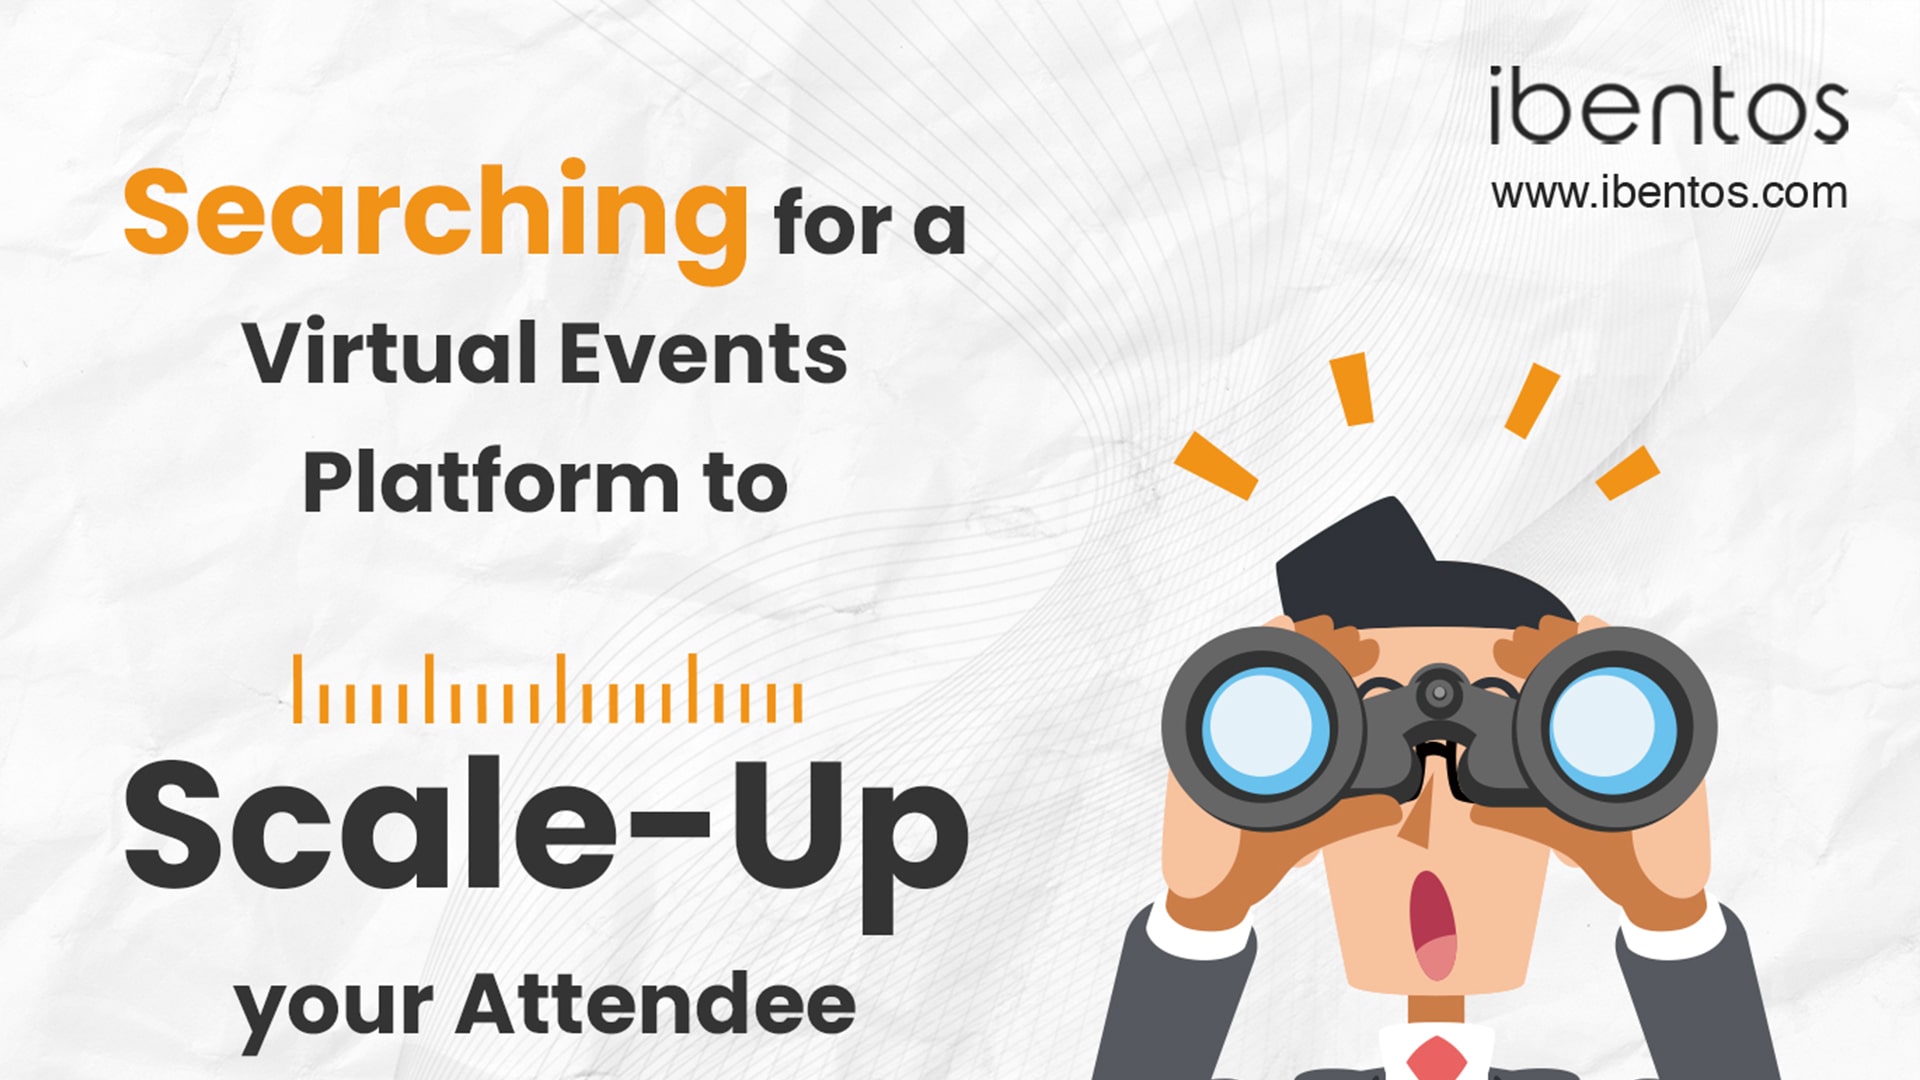 ibentos
www.ibentos.com
Searching for a
Virtual Events
Platform to
Scale-Up
your Attendee